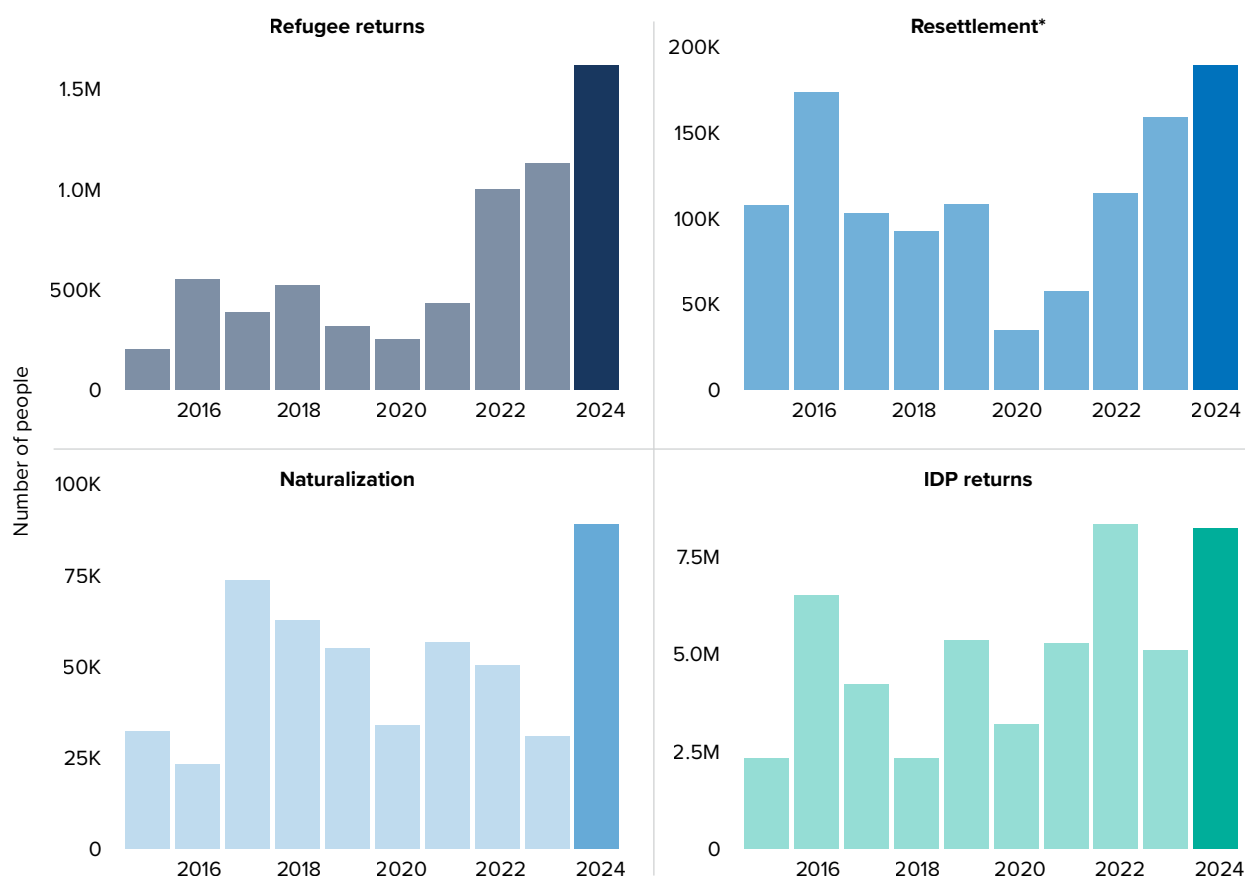 Number of people
Refugee returns
1.5M
1.0M
500K
0
2016 2018 2020 2022 2024
Resettlement*
200K
150K
100K
50K
0
2016 2018 2020 2022 2024
Naturalization
100K
75K
50K
25K
0
2016 2018 2020 2022 2024
IDP returns
7.5M
5.0M
2.5M
0
2016 2018 2020 2022 2024